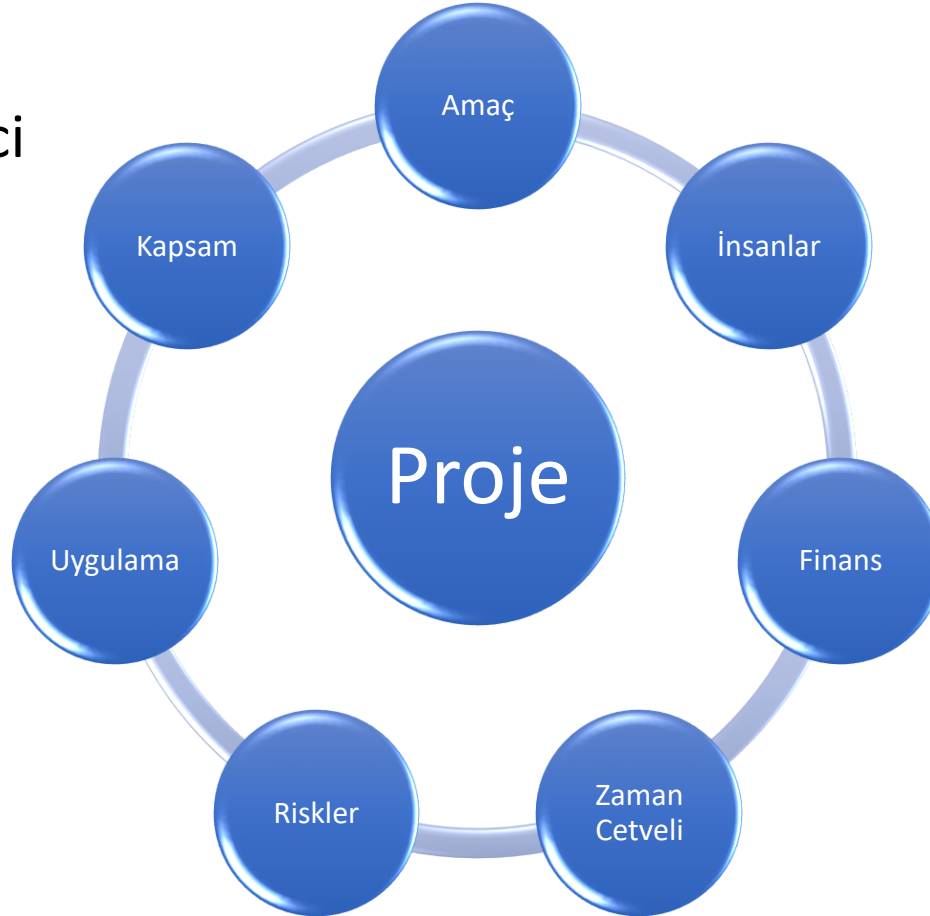 ci
Amaç
İnsanlar
Finans
Zaman
Cetveli
Riskler
Uygulama
Kapsam
Proje